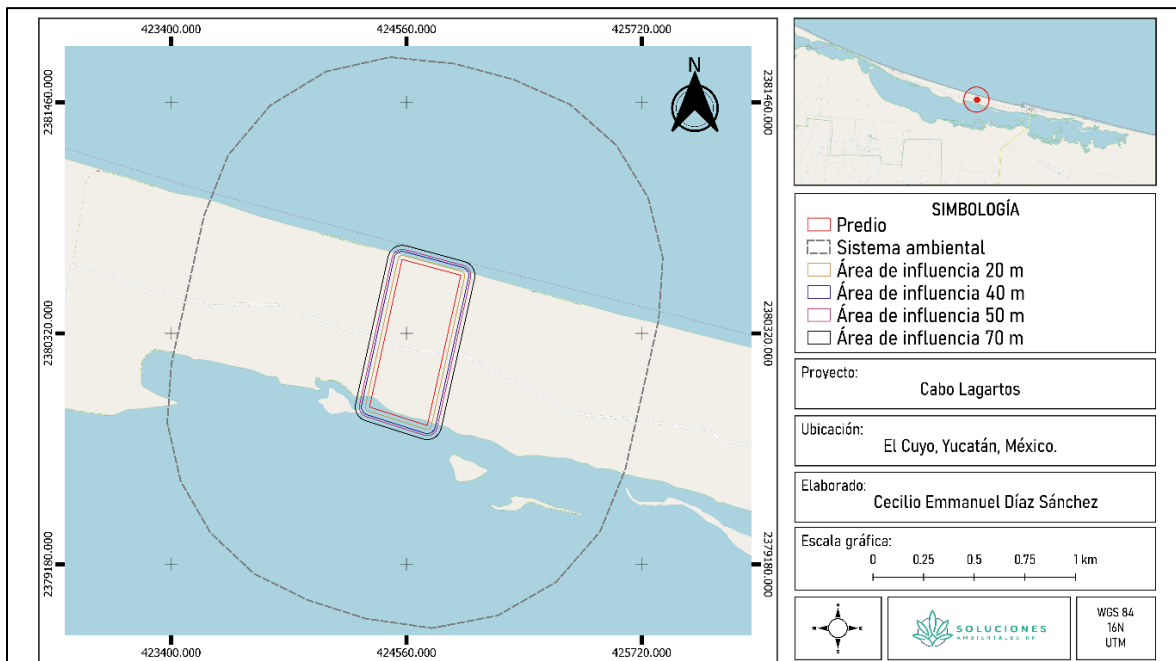 423400.000
424560.000
425720.000
2381460.000
2381460.000
N
2380320.000
2380320.000
2379180.000
2379180.000
423400.000
424560.000
425720.000
SIMBOLOGÍA
Predio
Sistema ambiental
Área de influencia 20 m
Área de influencia 40 m
Área de influencia 50 m
Área de influencia 70 m
Proyecto:
Cabo Lagartos
Ubicación:
El Cuyo, Yucatán, México.
Elaborado:
Cecilio Emmanuel Díaz Sánchez
Escala gráfica:
0 0.25 0.5 0.75 1 km
SOLUCIONES
AMBIENTALES
WGS 84
16N
UTM